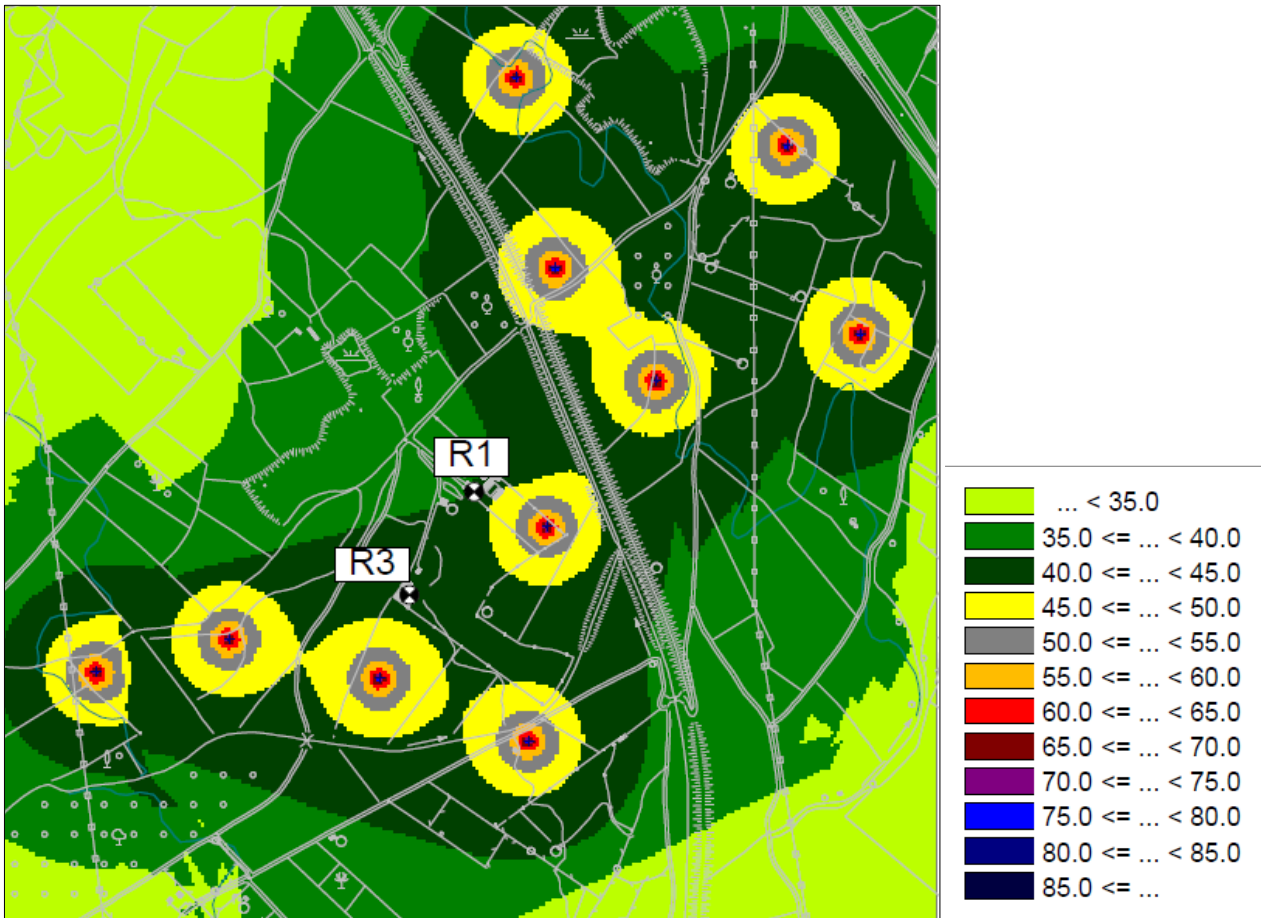 R1
R3
... < 35.0
35.0 <= ... < 40.0
40.0 <= ... < 45.0
45.0 <= ... < 50.0
50.0 <= ... < 55.0
55.0 <= ... < 60.0
60.0 <= ... < 65.0
65.0 <= ... < 70.0
70.0 <= ... < 75.0
75.0 <= ... < 80.0
80.0 <= ... < 85.0
85.0 <= ...